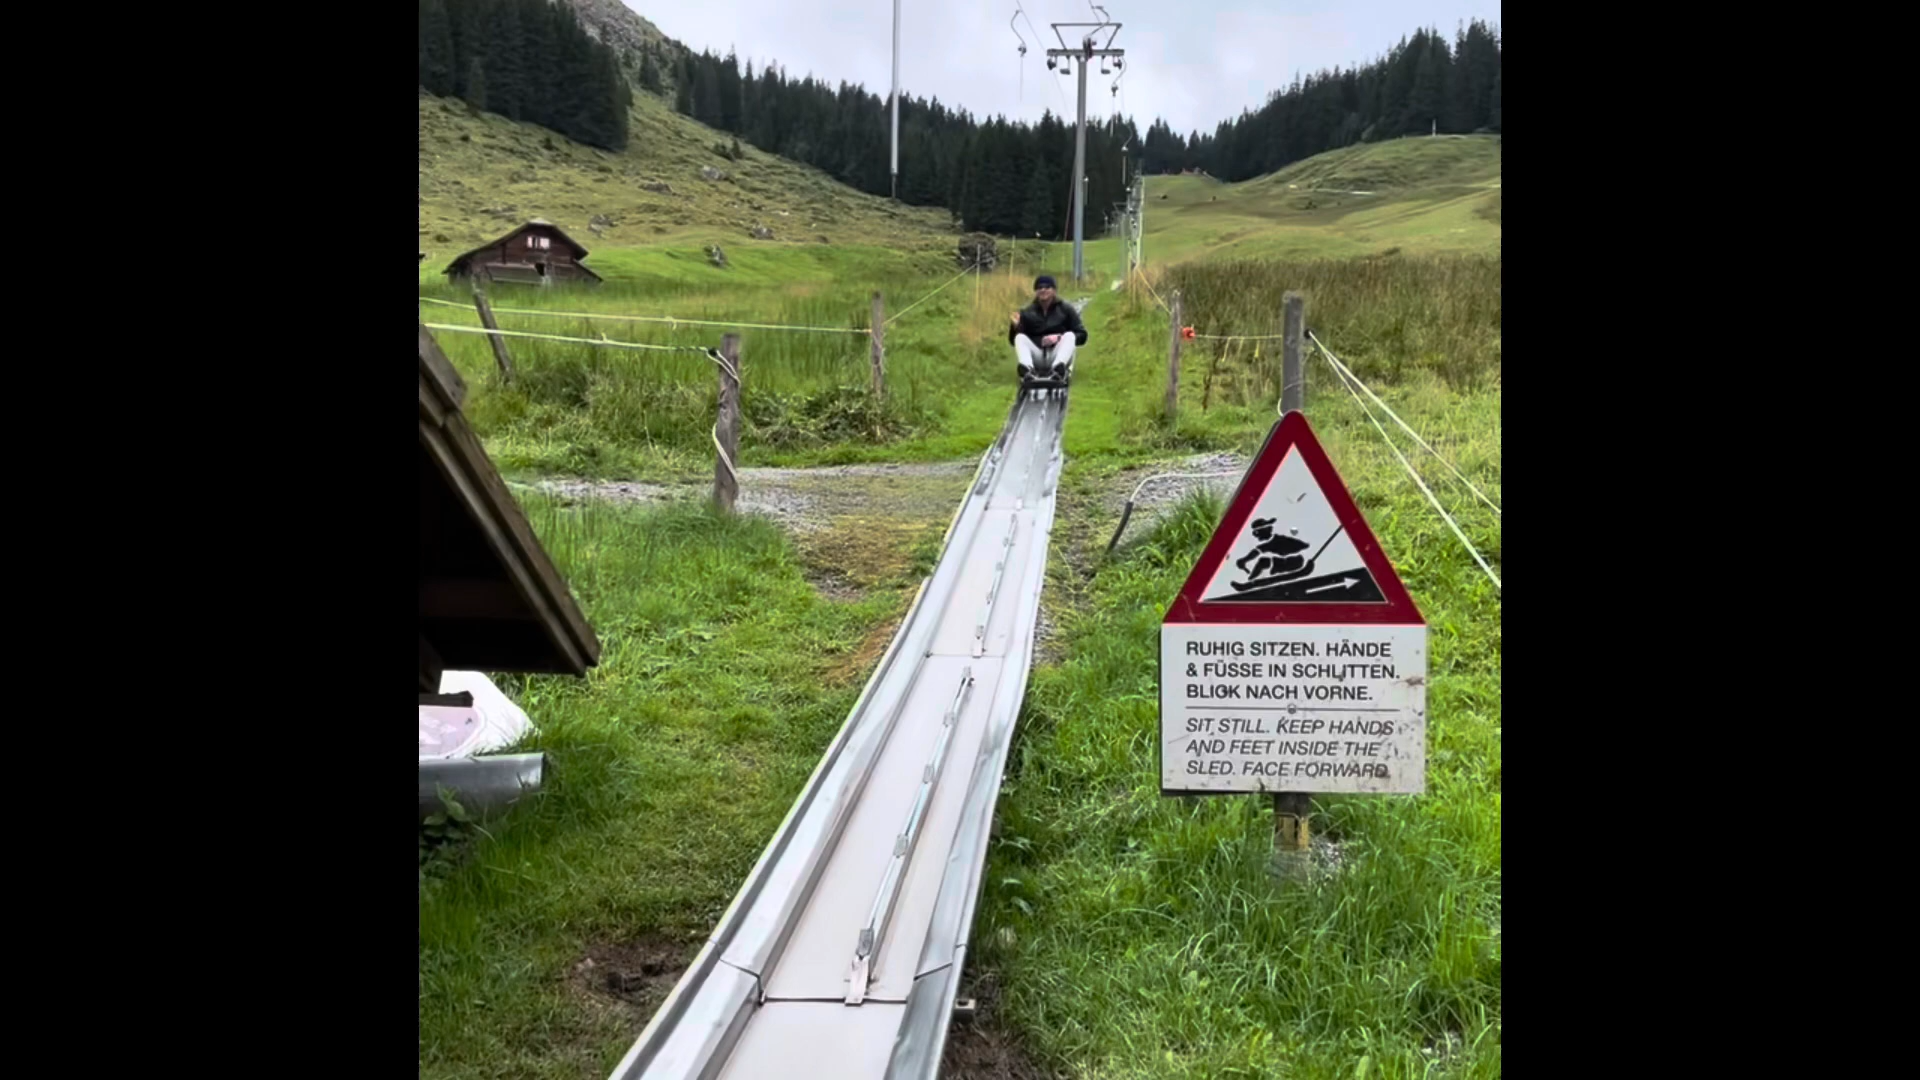 RUHIG SITZEN. HÄNDE
& FÜSSE IN SCHLITTEN.
BLICK NACH VORNE.
SIT STILL. KEEP HANDS
AND FEET INSIDE THE
SLED. FACE FORWARD.